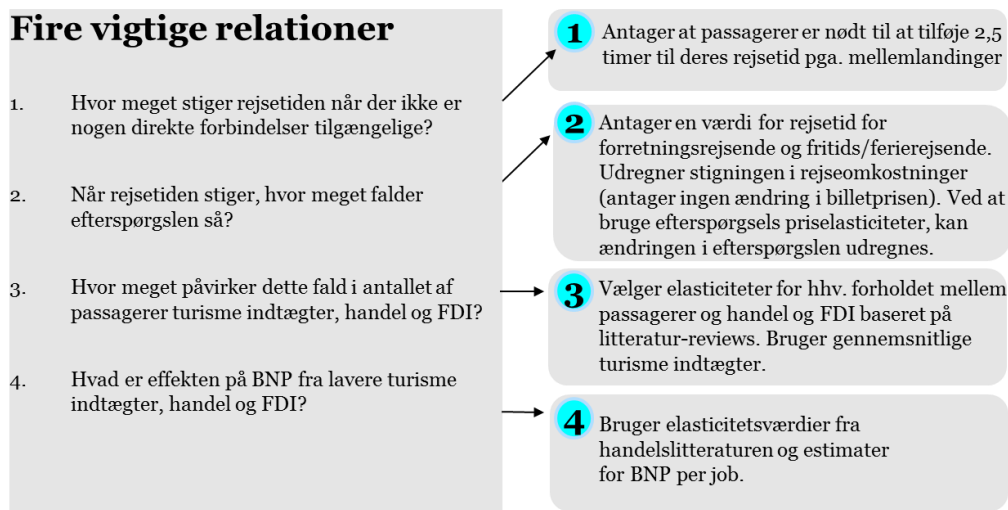 Fire vigtige relationer
1. Hvor meget stiger rejsetiden når der ikke er
nogen direkte forbindelser tilgængelige?
2. Når rejsetiden stiger, hvor meget falder
efterspørgslen så?
3. Hvor meget påvirker dette fald i antallet af
passagerer turisme indtægter, handel og FDI?
4. Hvad er effekten på BNP fra lavere turisme
indtægter, handel og FDI?
1 Antager at passagerer er nødt til at tilføje 2,5
timer til deres rejsetid pga. mellemlandinger
2 Antager en værdi for rejsetid for
forretningsrejsende og fritids/ferierejsende.
Udregner stigningen i rejseomkostninger
(antager ingen ændring i billetprisen). Ved at
bruge efterspørgsels priselasticiteter, kan
ændringen i efterspørgslen udregnes.
3 Vælger elasticiteter for hhv. forholdet mellem
passagerer og handel og FDI baseret på
litteratur-reviews. Bruger gennemsnitlige
turisme indtægter.
4 Bruger elasticitetsværdier fra
handelslitteraturen og estimater
for BNP per job.